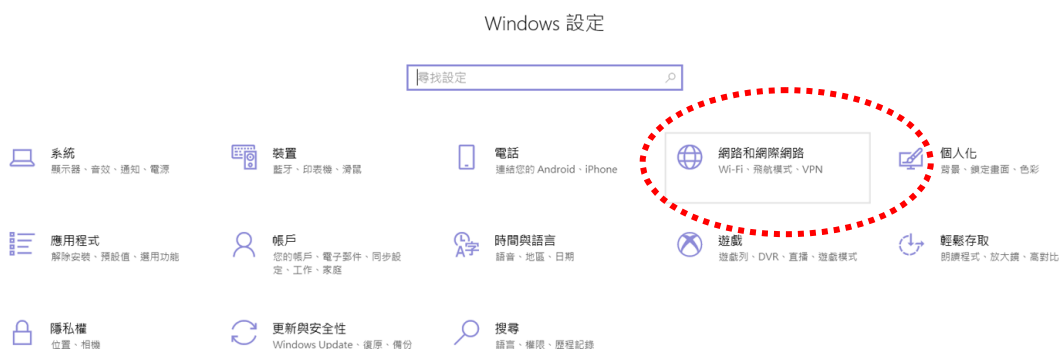 Windows 設定
尋找設定
系統
顯示器、音效、通知、電源
裝置
藍牙、印表機、滑鼠
電話
連結您的 Android、iPhone
網路和網際網路
Wi-Fi、飛航模式、VPN
個人化
背景、鎖定畫面、色彩
應用程式
解除安裝、預設值、選用功能
帳戶
您的帳戶、電子郵件、同步設
定、工作、家庭
時間與語言
語音、地區、日期
遊戲
遊戲列、DVR、直播、遊戲模式
輕鬆存取
朗讀程式、放大鏡、高對比
隱私權
位置、相機
更新與安全性
Windows Update、復原、備份
搜尋
語言、權限、歷程記錄